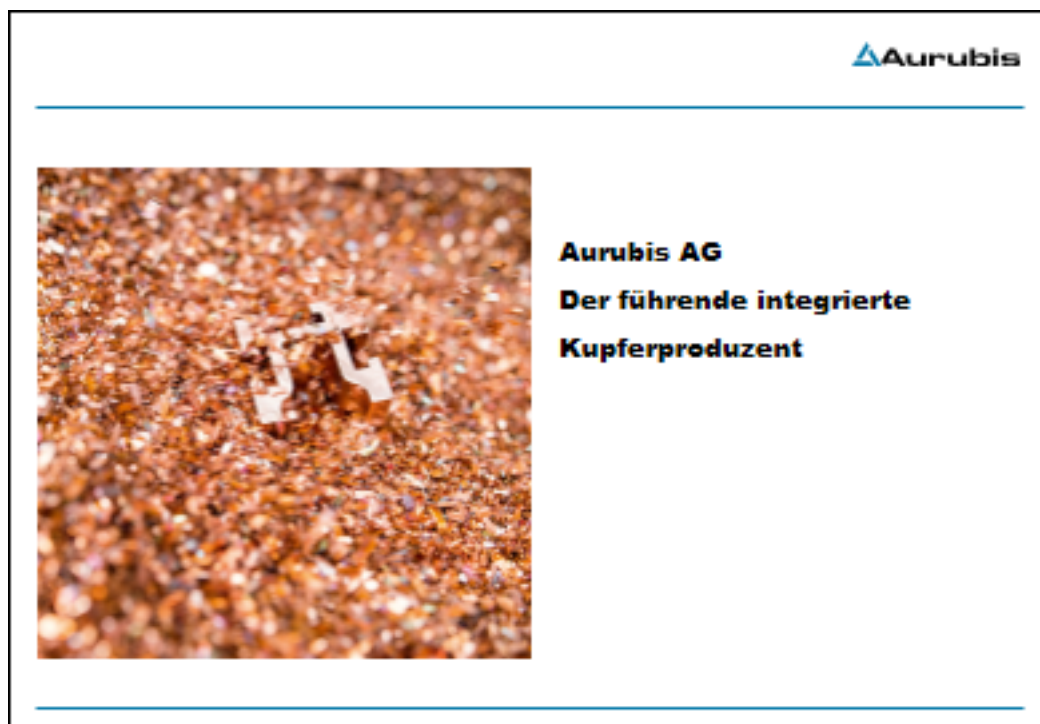 Aurubis
Aurubis AG
Der führende integrierte
Kupferproduzent